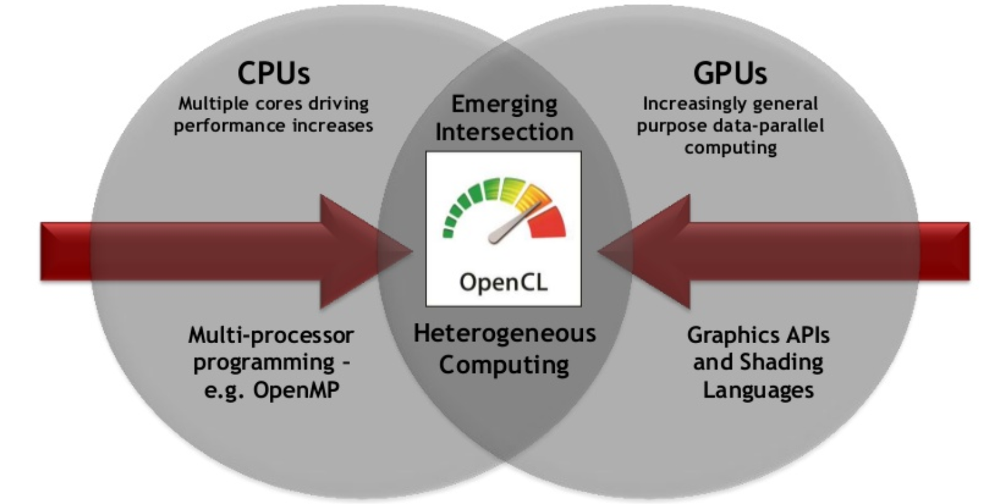 CPUs
Multiple cores driving
performance increases
Emerging
Intersection
GPUs
Increasingly general
purpose data-parallel
computing
OpenCL
Multi-processor
programming –
e.g. OpenMP
Heterogeneous
Computing
Graphics APIs
and Shading
Languages